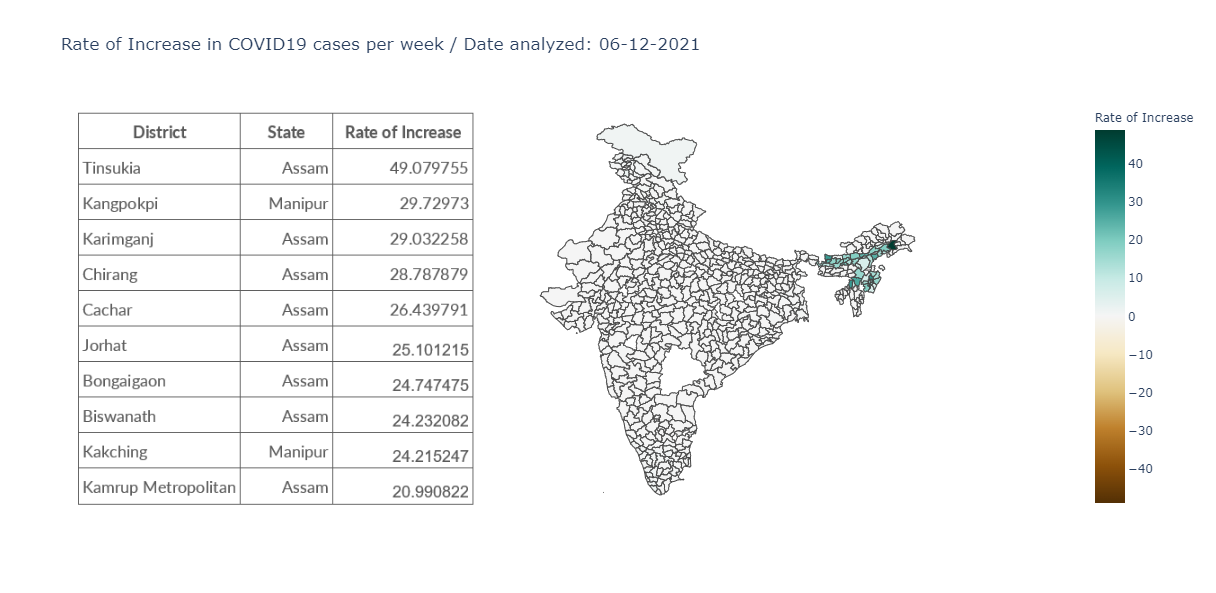 Rate of Increase in COVID19 cases per week / Date analyzed: 06-12-2021
District State Rate of Increase
Tinsukia Assam 49.079755
Kangpokpi Manipur 29.72973
Karimganj Assam 29.032258
Chirang Assam 28.787879
Cachar Assam 26.439791
Jorhat Assam 25.101215
Bongaigaon Assam 24.747475
Biswanath Assam 24.232082
Kakching Manipur 24.215247
Kamrup Metropolitan Assam 20.990822
Rate of Increase
40
30
20
10
0
−10
−20
−30
−40